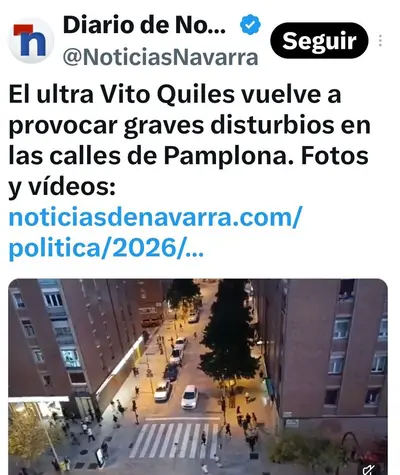 Diario de No...
@NoticiasNavarra
Seguir
El ultra Vito Quiles vuelve a
provocar graves disturbios en
las calles de Pamplona. Fotos
y vídeos:
noticiasdenavarra.com/
politica/2026/...